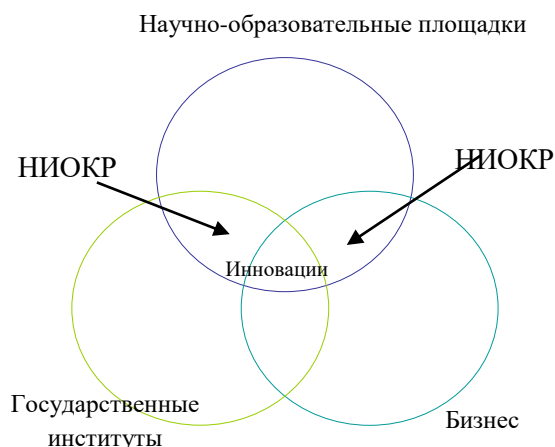 Научно-образовательные площадки
НИОКР
НИОКР
Инновации
Государственные
институты
Бизнес